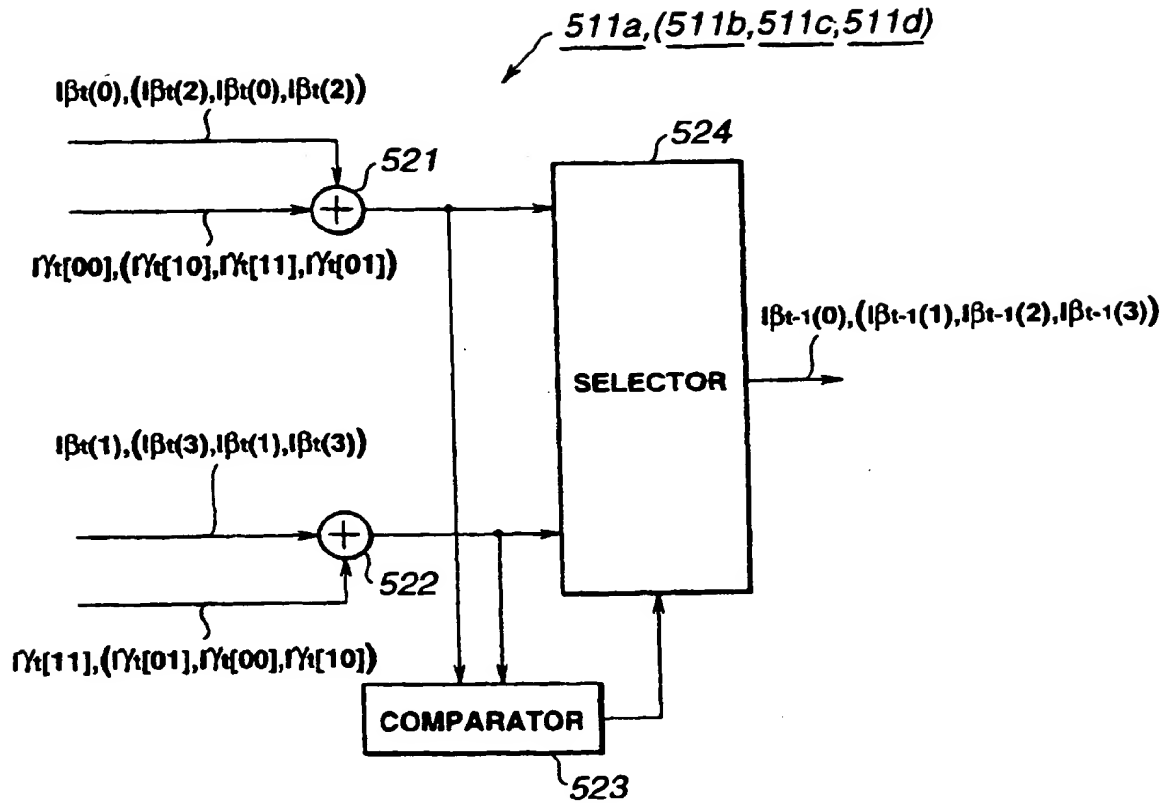 511a,(511b,511c,511d)
Iβt(0),(Iβt(2),Iβt(0),Iβt(2))
524
521
Iγt[00],(Iγt[10],Iγt[11],Iγt[01])
Iβt-1(0),(Iβt-1(1),Iβt-1(2),Iβt-1(3))
SELECTOR
Iβt(1),(Iβt(3),Iβt(1),Iβt(3))
522
Iγt[11],(Iγt[01],Iγt[00],Iγt[10])
COMPARATOR
523